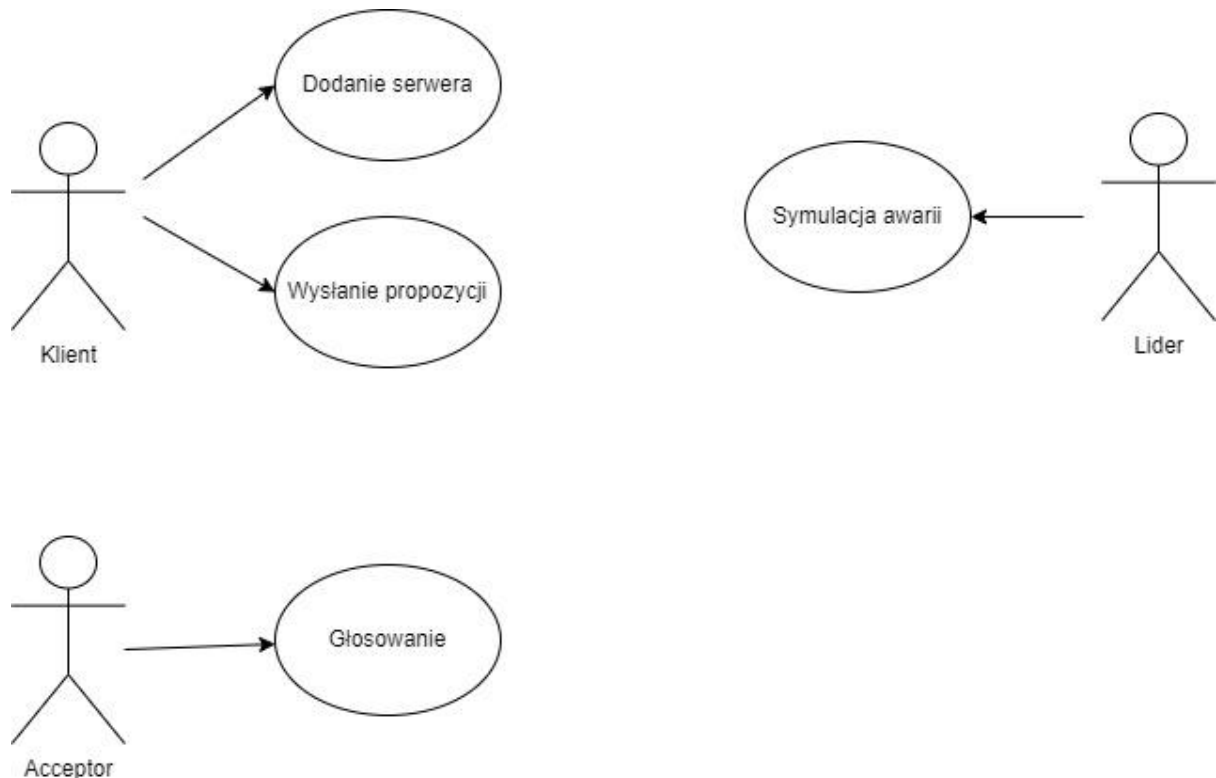 Dodanie serwera
Wysłanie propozycji
Klient
Symulacja awarii
Lider
Głosowanie
Acceptor